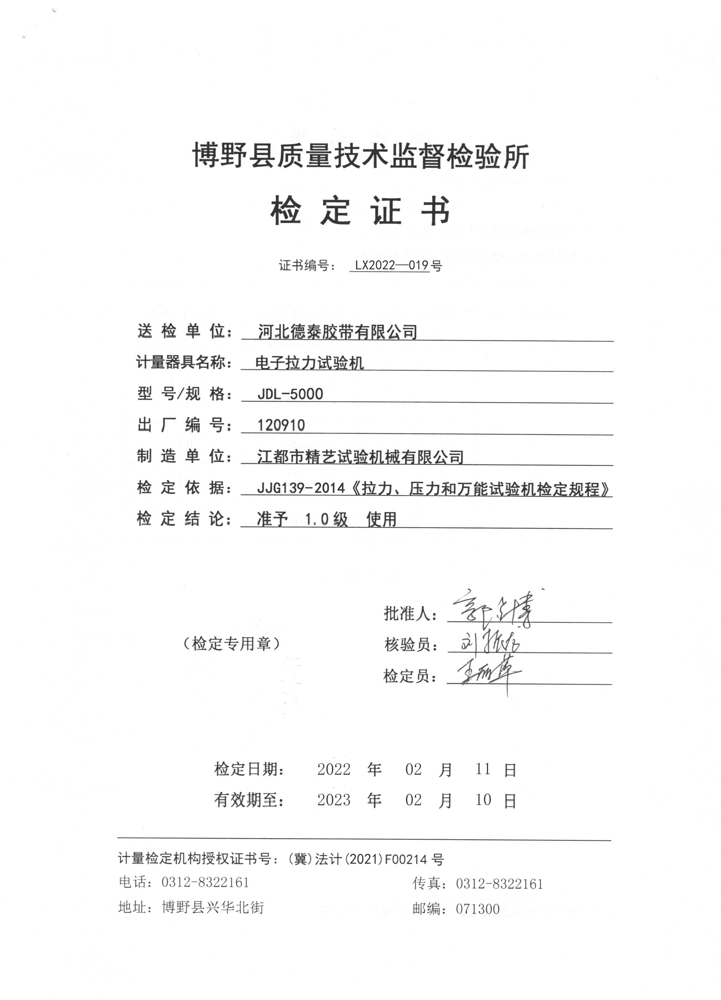 博野县质量技术监督检验所
检定证书
证书编号： LX2022—019号
送检单位： 河北德泰胶带有限公司
计量器具名称： 电子拉力试验机
型号/规格： JDL-5000
出厂编号： 120910
制造单位： 江都市精艺试验机械有限公司
检定依据： JJG139-2014《拉力、压力和万能试验机检定规程》
检定结论： 准予 1.0级 使用
批准人：
（检定专用章）
核验员：
检定员：
检定日期： 2022 年 02 月 11 日
有效期至： 2023 年 02 月 10 日
计量检定机构授权证书号：(冀)法计(2021)F00214号
电话：0312-8322161 传真：0312-8322161
地址：博野县兴华北街 邮编：071300